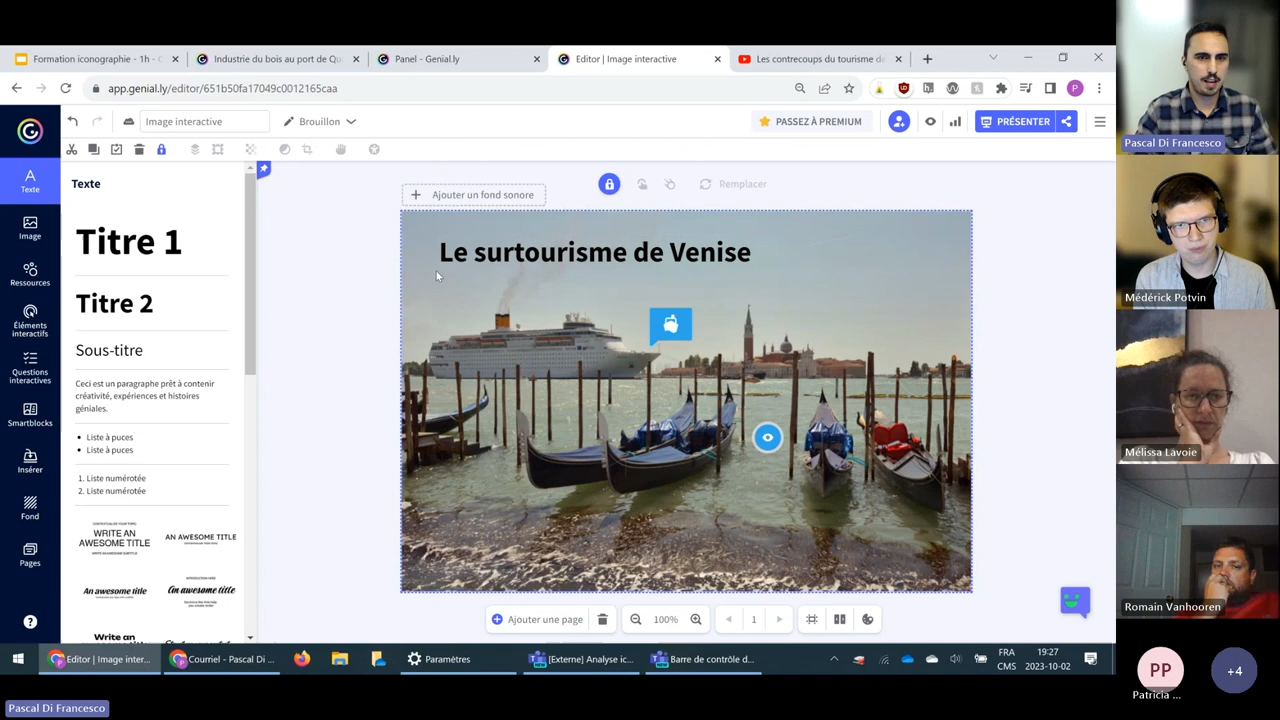 Formation iconographie - 1h - 
Industrie du bois au port de Qu
Panel - Genial.ly
Editor | Image interactive
Les contrecoups du tourisme de
app.genial.ly/editor/651b50fa17049c0012165caa
P
Image interactive
Brouillon
PASSEZ À PREMIUM
PRÉSENTER
Texte
Image
Ressources
Éléments
interactifs
Questions
interactives
Smartblocks
Insérer
Fond
Pages
Texte
Titre 1
Titre 2
Sous-titre
Ceci est un paragraphe prêt à contenir
créativité, expériences et histoires
géniales.
• Liste à puces
• Liste à puces
1. Liste numérotée
2. Liste numérotée
WRITE AN
AWESOME TITLE
AN AWESOME TITLE
An awesome title
An awesome title
Write an
Ajouter un fond sonore
Remplacer
Le surtourisme de Venise
Ajouter une page
100%
1
Editor | Image inter...
Courriel - Pascal Di ...
Paramètres
[Externe] Analyse ic...
Barre de contrôle d...
FRA
CMS
19:27
2023-10-02
Pascal Di Francesco
Médérick Potvin
Mélissa Lavoie
Romain Vanhooren
PP
Patricia ...
+4
Pascal Di Francesco